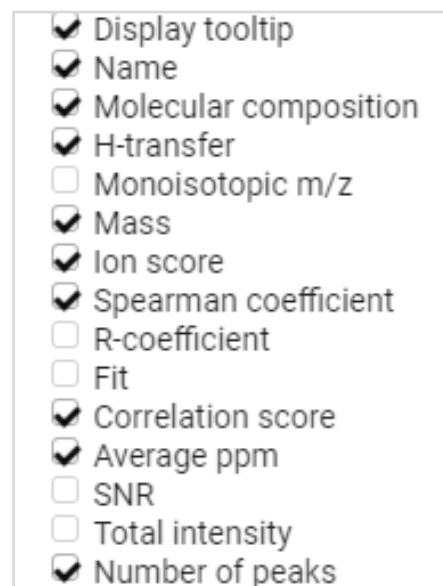 Display tooltip
Name
Molecular composition
H-transfer
Monoisotopic m/z
Mass
Ion score
Spearman coefficient
R-coefficient
Fit
Correlation score
Average ppm
SNR
Total intensity
Number of peaks